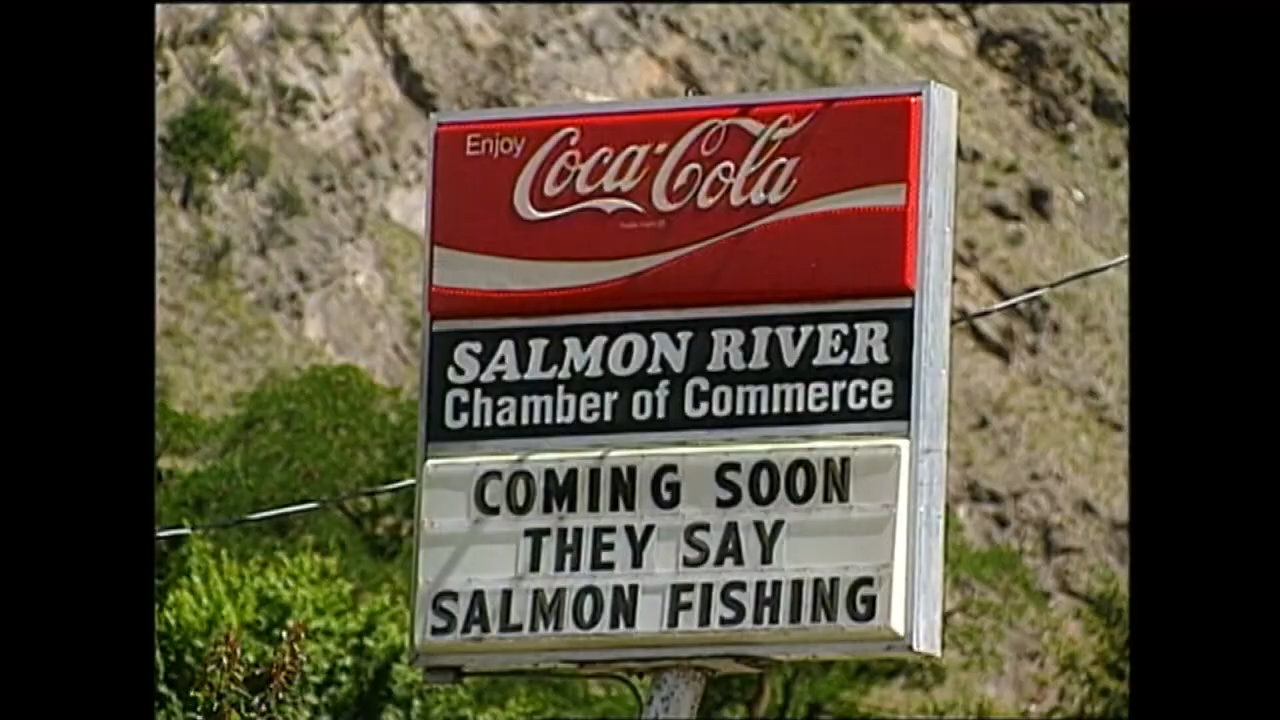 Enjoy
Coca-Cola
SALMON RIVER
Chamber of Commerce
COMING SOON
THEY SAY
SALMON FISHING